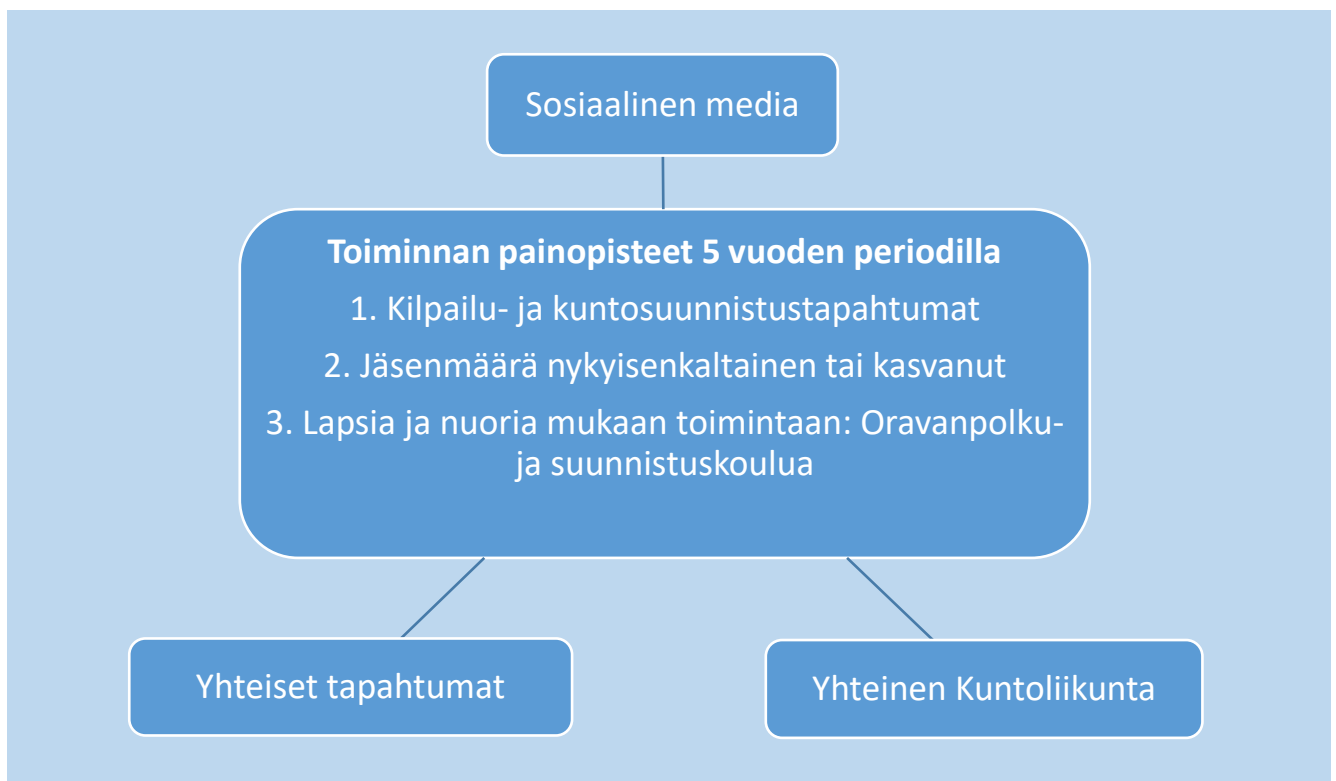 Sosiaalinen media
Toiminnan painopisteet 5 vuoden periodilla
1. Kilpailu- ja kuntosuunnistustapahtumat
2. Jäsenmäärä nykyisenkaltainen tai kasvanut
3. Lapsia ja nuoria mukaan toimintaan: Oravanpolku-
ja suunnistuskoulua
Yhteiset tapahtumat
Yhteinen Kuntoliikunta